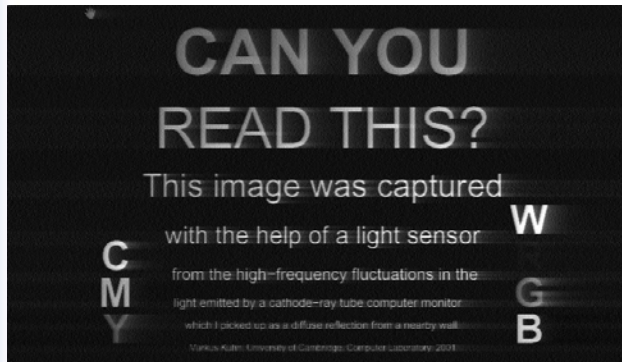 CAN YOU
READ THIS?
This image was captured
with the help of a light sensor
from the high-frequency fluctuations in the
light emitted by a cathode-ray tube computer monitor
which I picked up as a diffuse reflection from a nearby wall.
Markus Kuhn, University of Cambridge, Computer Laboratory, 2001
C
M
Y
W
R
G
B